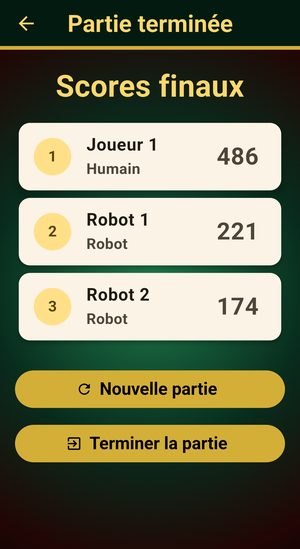 Partie terminée
Scores finaux
1
Joueur 1
Humain
486
2
Robot 1
Robot
221
3
Robot 2
Robot
174
Nouvelle partie
Terminer la partie